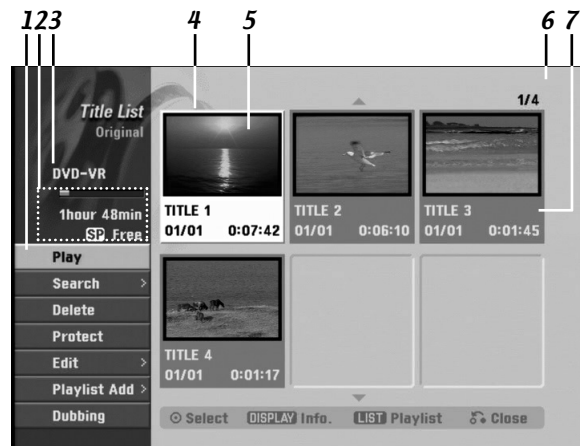 1 2 3 4 5 6 7
Title List
Original
DVD-VR
1hour 48min
SP Free
Play
Search >
Delete
Protect
Edit >
Playlist Add >
Dubbing
1/4
TITLE 1
01/01 0:07:42
TITLE 2
01/01 0:06:10
TITLE 3
01/01 0:01:45
TITLE 4
01/01 0:01:17
Select DISPLAY Info. LIST Playlist Close